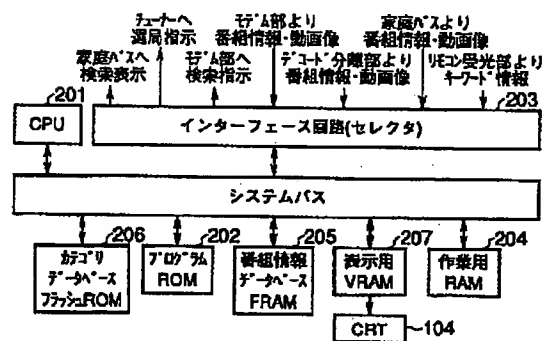 チューナーへ
選局指示
モデム部より
番組情報・動画像
家庭バスより
番組情報・動画像
家庭バスへ
検索表示
モデム部へ
検索指示
デコード分離部より
番組情報・動画像
リモコン受光部より
キーワード情報
201
203
CPU
インターフェース回路(セレクタ)
システムバス
206
202
205
207
204
カテゴリ
データベース
フラッシュROM
プログラム
ROM
番組情報
データベース
FRAM
表示用
VRAM
作業用
RAM
CRT
104